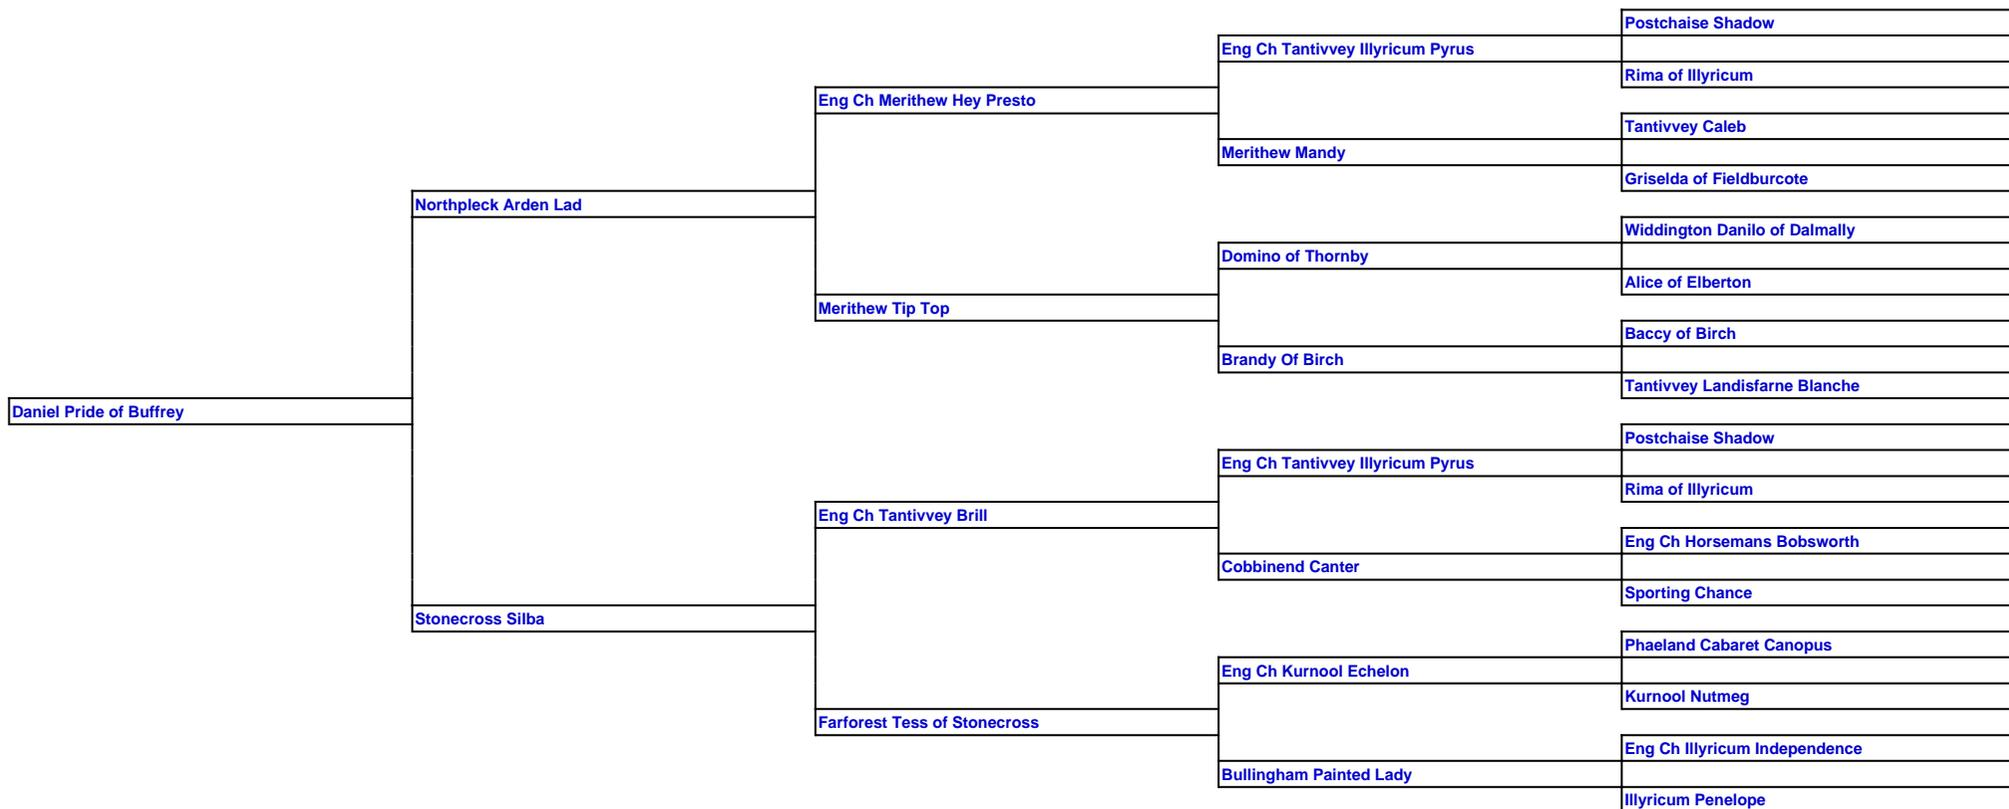 Postchaise Shadow
Eng Ch Tantivvey Illyricum Pyrus
Rima of Illyricum
Eng Ch Merithew Hey Presto
Tantivvey Caleb
Merithew Mandy
Griselda of Fieldburcote
Northpleck Arden Lad
Widdington Danilo of Dalmally
Domino of Thornby
Alice of Elberton
Merithew Tip Top
Baccy of Birch
Brandy Of Birch
Tantivvey Landisfarne Blanche
Daniel Pride of Buffrey
Postchaise Shadow
Eng Ch Tantivvey Illyricum Pyrus
Rima of Illyricum
Eng Ch Tantivvey Brill
Eng Ch Horsemans Bobsworth
Cobbinend Canter
Sporting Chance
Stonecross Silba
Phaeland Cabaret Canopus
Eng Ch Kurnool Echelon
Kurnool Nutmeg
Farforest Tess of Stonecross
Eng Ch Illyricum Independence
Bullingham Painted Lady
Illyricum Penelope